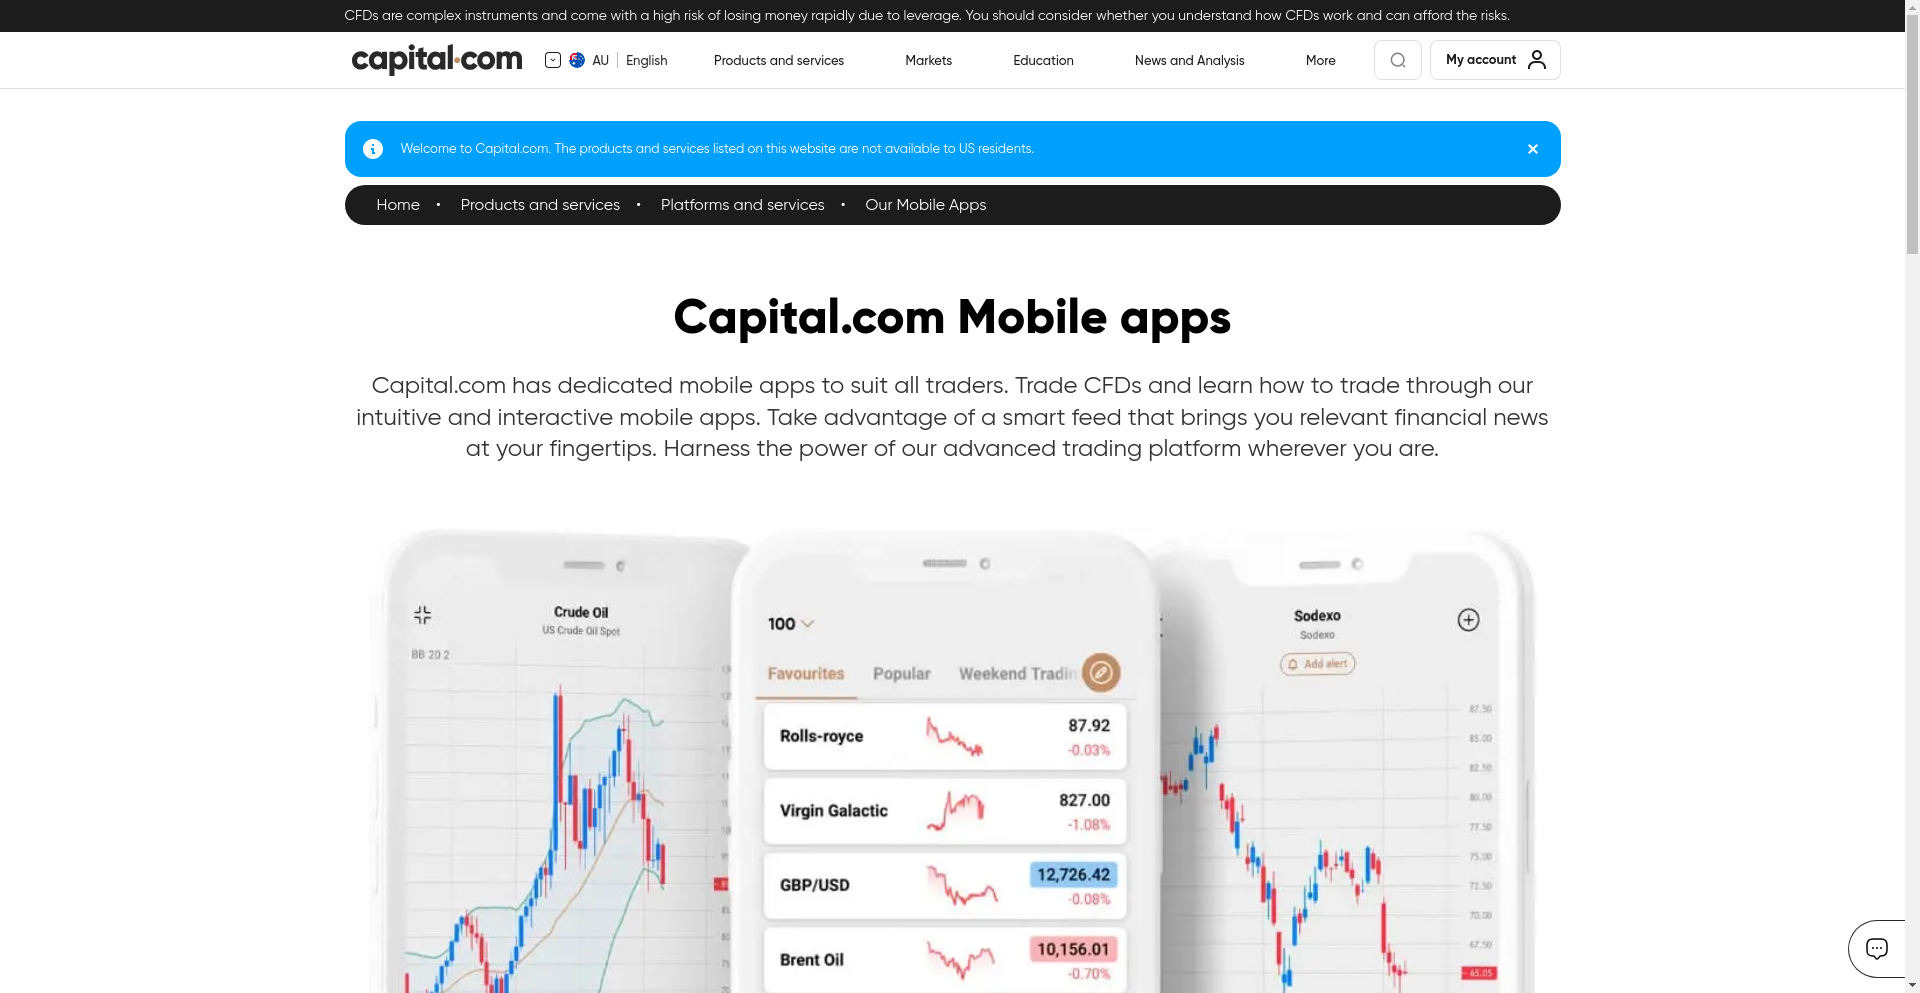 CFDs are complex instruments and come with a high risk of losing money rapidly due to leverage. You should consider whether you understand how CFDs work and can afford the risks.
capital.com
AU
English
Products and services
Markets
Education
News and Analysis
More
My account
Welcome to Capital.com. The products and services listed on this website are not available to US residents.
Home • Products and services • Platforms and services • Our Mobile Apps
Capital.com Mobile apps
Capital.com has dedicated mobile apps to suit all traders. Trade CFDs and learn how to trade through our
intuitive and interactive mobile apps. Take advantage of a smart feed that brings you relevant financial news
at your fingertips. Harness the power of our advanced trading platform wherever you are.
Crude Oil
US Crude Oil Spot
BB 20 2
100
Favourites
Popular
Weekend Tradin
Rolls-royce
87.92
-0.03%
Virgin Galactic
827.00
-1.08%
GBP/USD
12,726.42
-0.08%
Brent Oil
10,156.01
-0.70%
Sodexo
Sodexo
Add alert
87.50
85.00
82.50
80.00
77.50
75.00
72.50
70.00
67.50
65.05